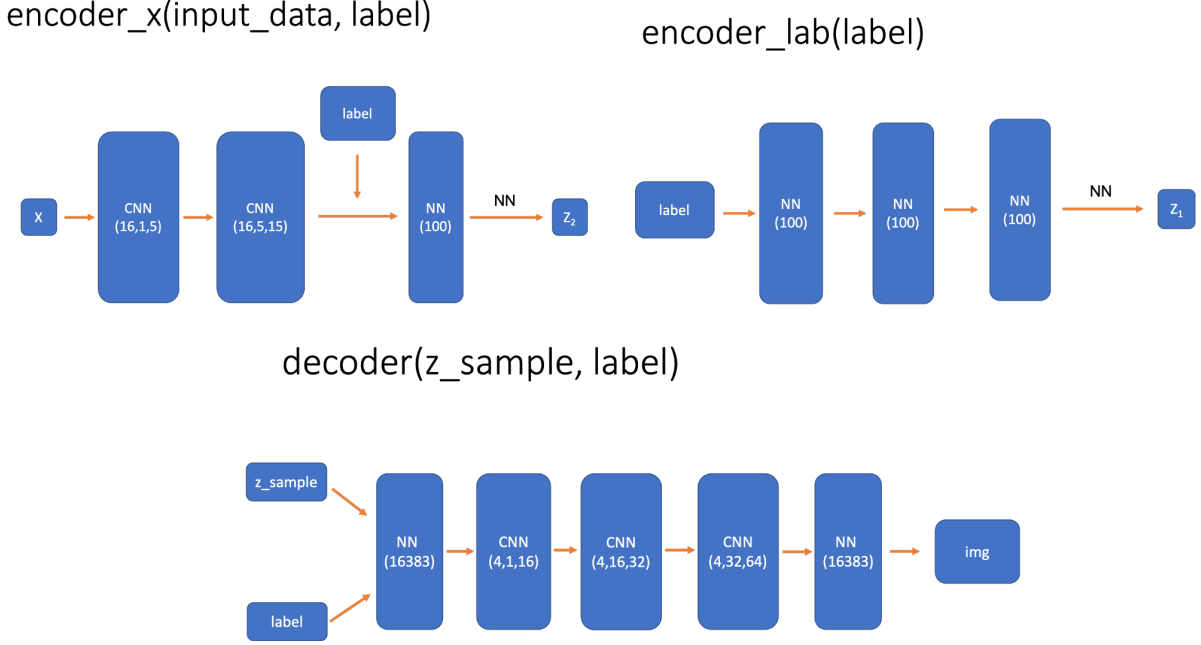 encoder_x(input_data, label)
encoder_lab(label)
label
X
CNN
(16,1,5)
CNN
(16,5,15)
NN
(100)
NN
Z₂
label
NN
(100)
NN
(100)
NN
(100)
NN
Z₁
decoder(z_sample, label)
z_sample
label
NN
(16383)
CNN
(4,1,16)
CNN
(4,16,32)
CNN
(4,32,64)
NN
(16383)
img